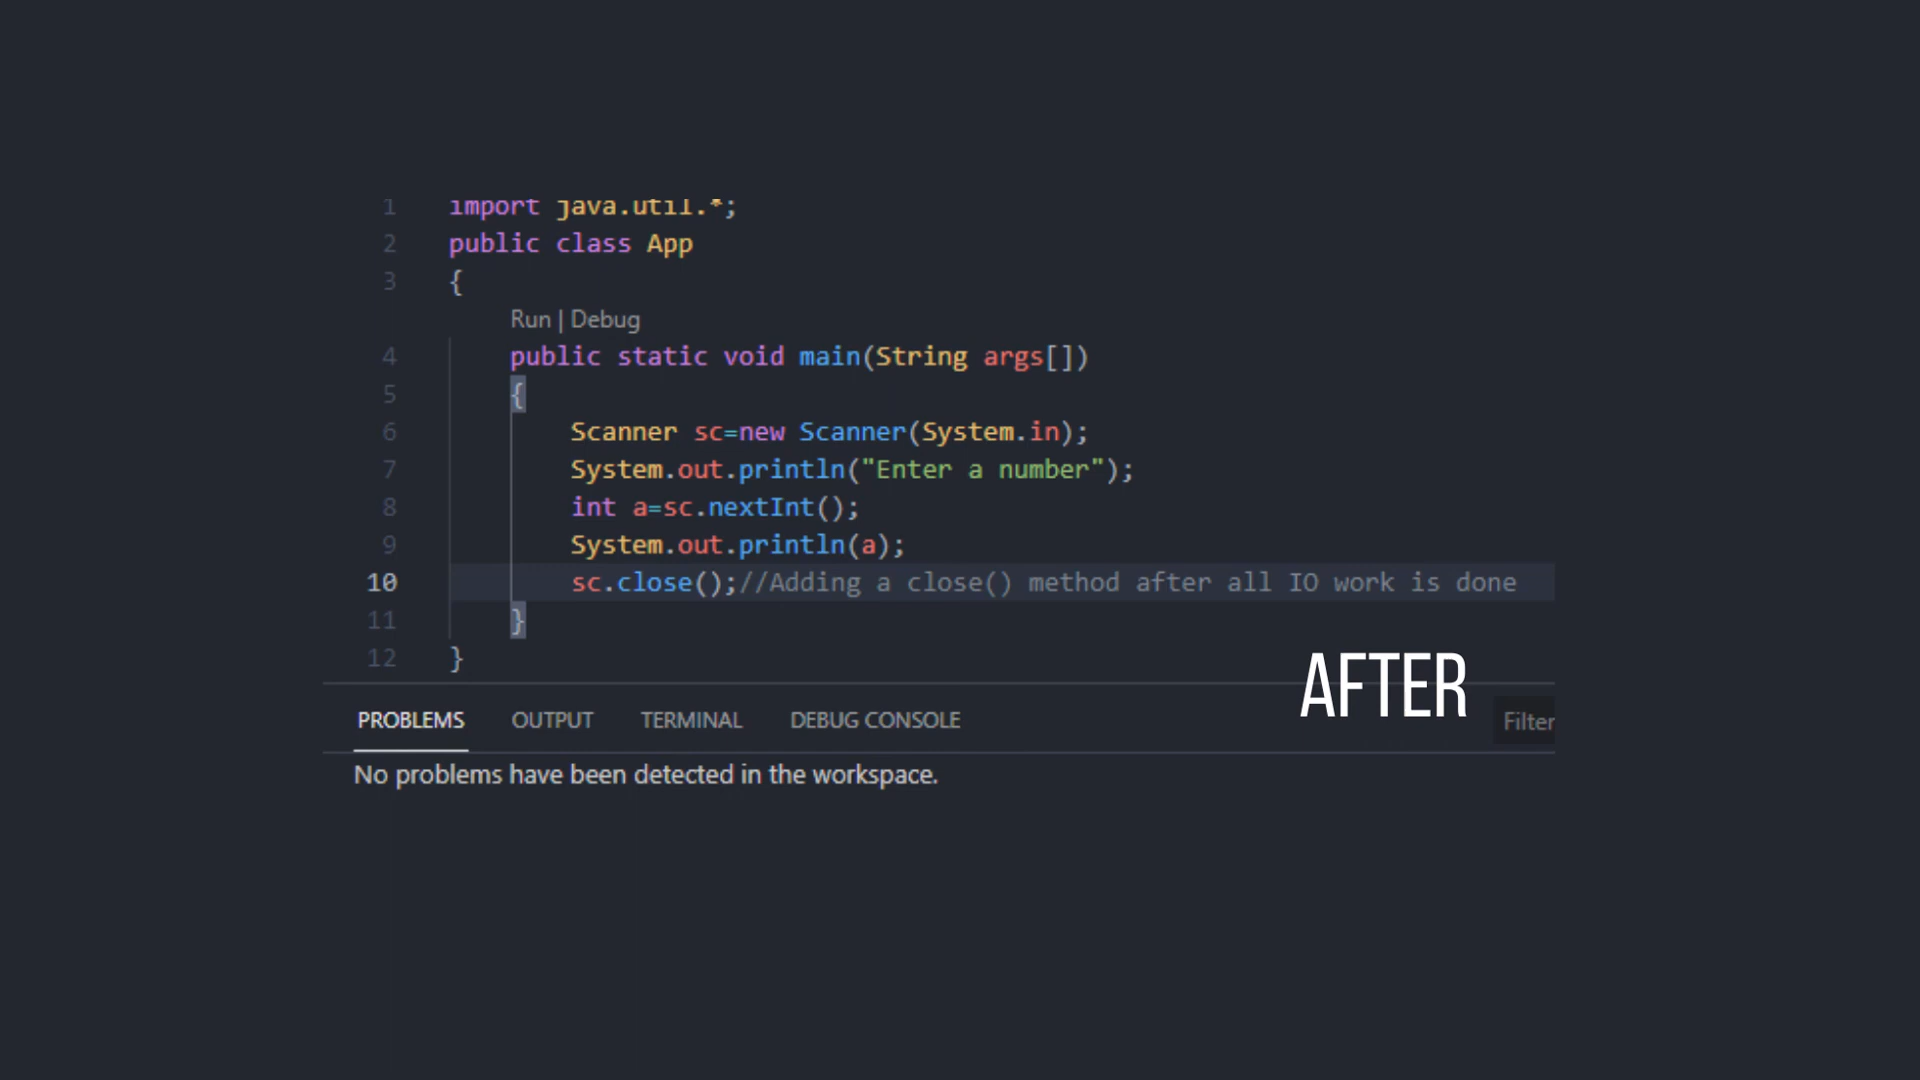 1 import java.util.*;
2 public class App
3 {
Run | Debug
4 public static void main(String args[])
5 {
6 Scanner sc=new Scanner(System.in);
7 System.out.println("Enter a number");
8 int a=sc.nextInt();
9 System.out.println(a);
10 sc.close();//Adding a close() method after all IO work is done
11 }
12 }
AFTER
PROBLEMS OUTPUT TERMINAL DEBUG CONSOLE Filter
No problems have been detected in the workspace.